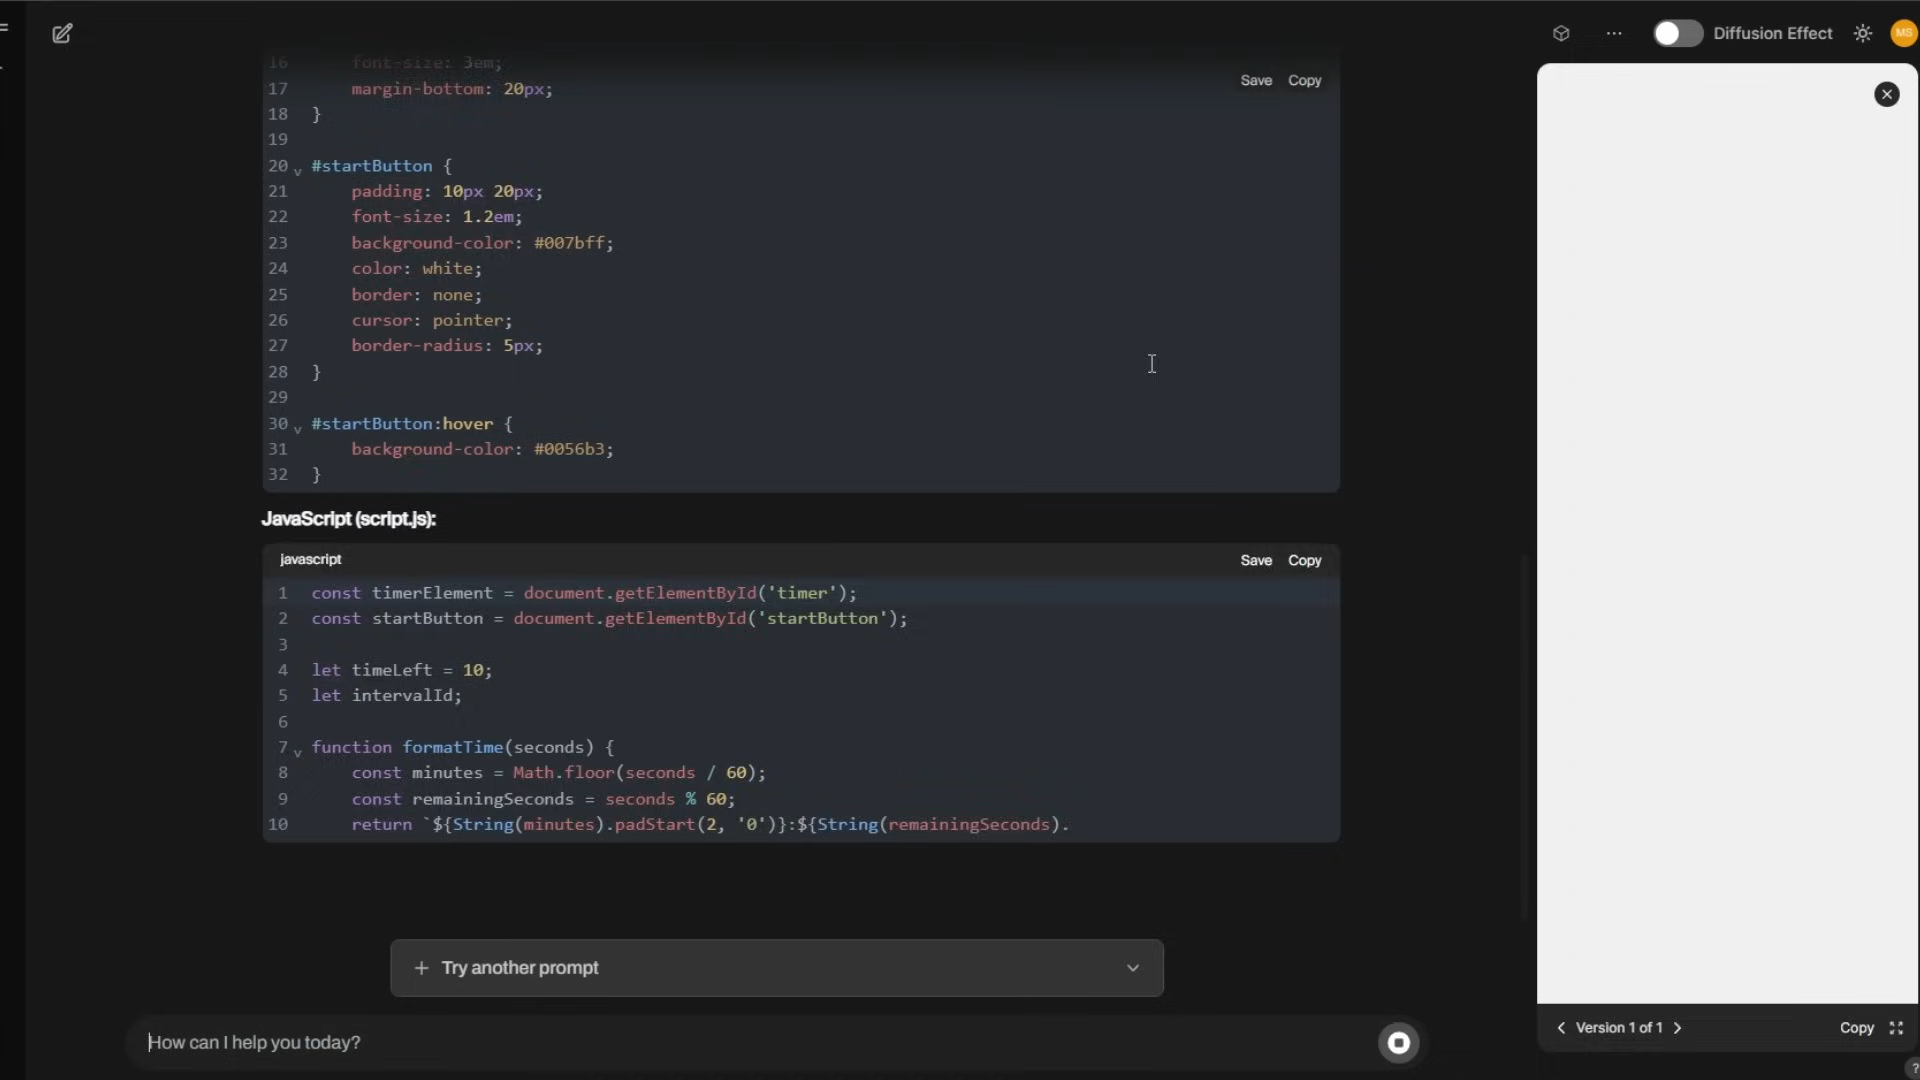 Diffusion Effect
MS
16 font-size: 3em;
Save Copy
17 margin-bottom: 20px;
18 }
19
20 #startButton {
21 padding: 10px 20px;
22 font-size: 1.2em;
23 background-color: #007bff;
24 color: white;
25 border: none;
26 cursor: pointer;
27 border-radius: 5px;
28 }
29
30 #startButton:hover {
31 background-color: #0056b3;
32 }
JavaScript (script.js):
javascript Save Copy
1 const timerElement = document.getElementById('timer');
2 const startButton = document.getElementById('startButton');
3
4 let timeLeft = 10;
5 let intervalId;
6
7 function formatTime(seconds) {
8 const minutes = Math.floor(seconds / 60);
9 const remainingSeconds = seconds % 60;
10 return `${String(minutes).padStart(2, '0')}:${String(remainingSeconds).
+ Try another prompt
How can I help you today?
Version 1 of 1
Copy
?